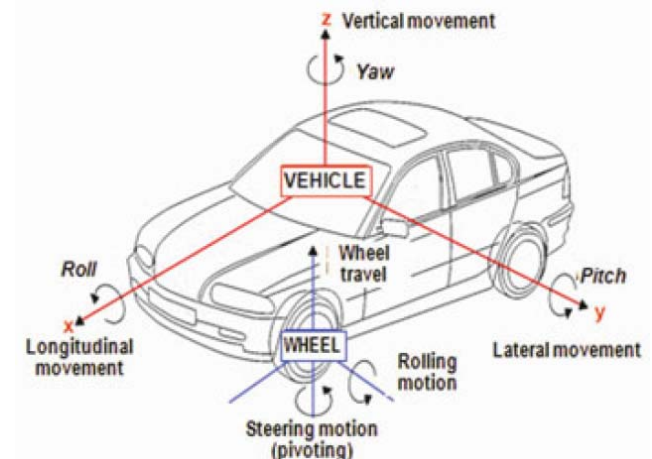 z Vertical movement
Yaw
VEHICLE
Wheel
travel
Roll
Pitch
x
y
Longitudinal
movement
WHEEL
Lateral movement
Rolling
motion
Steering motion
(pivoting)